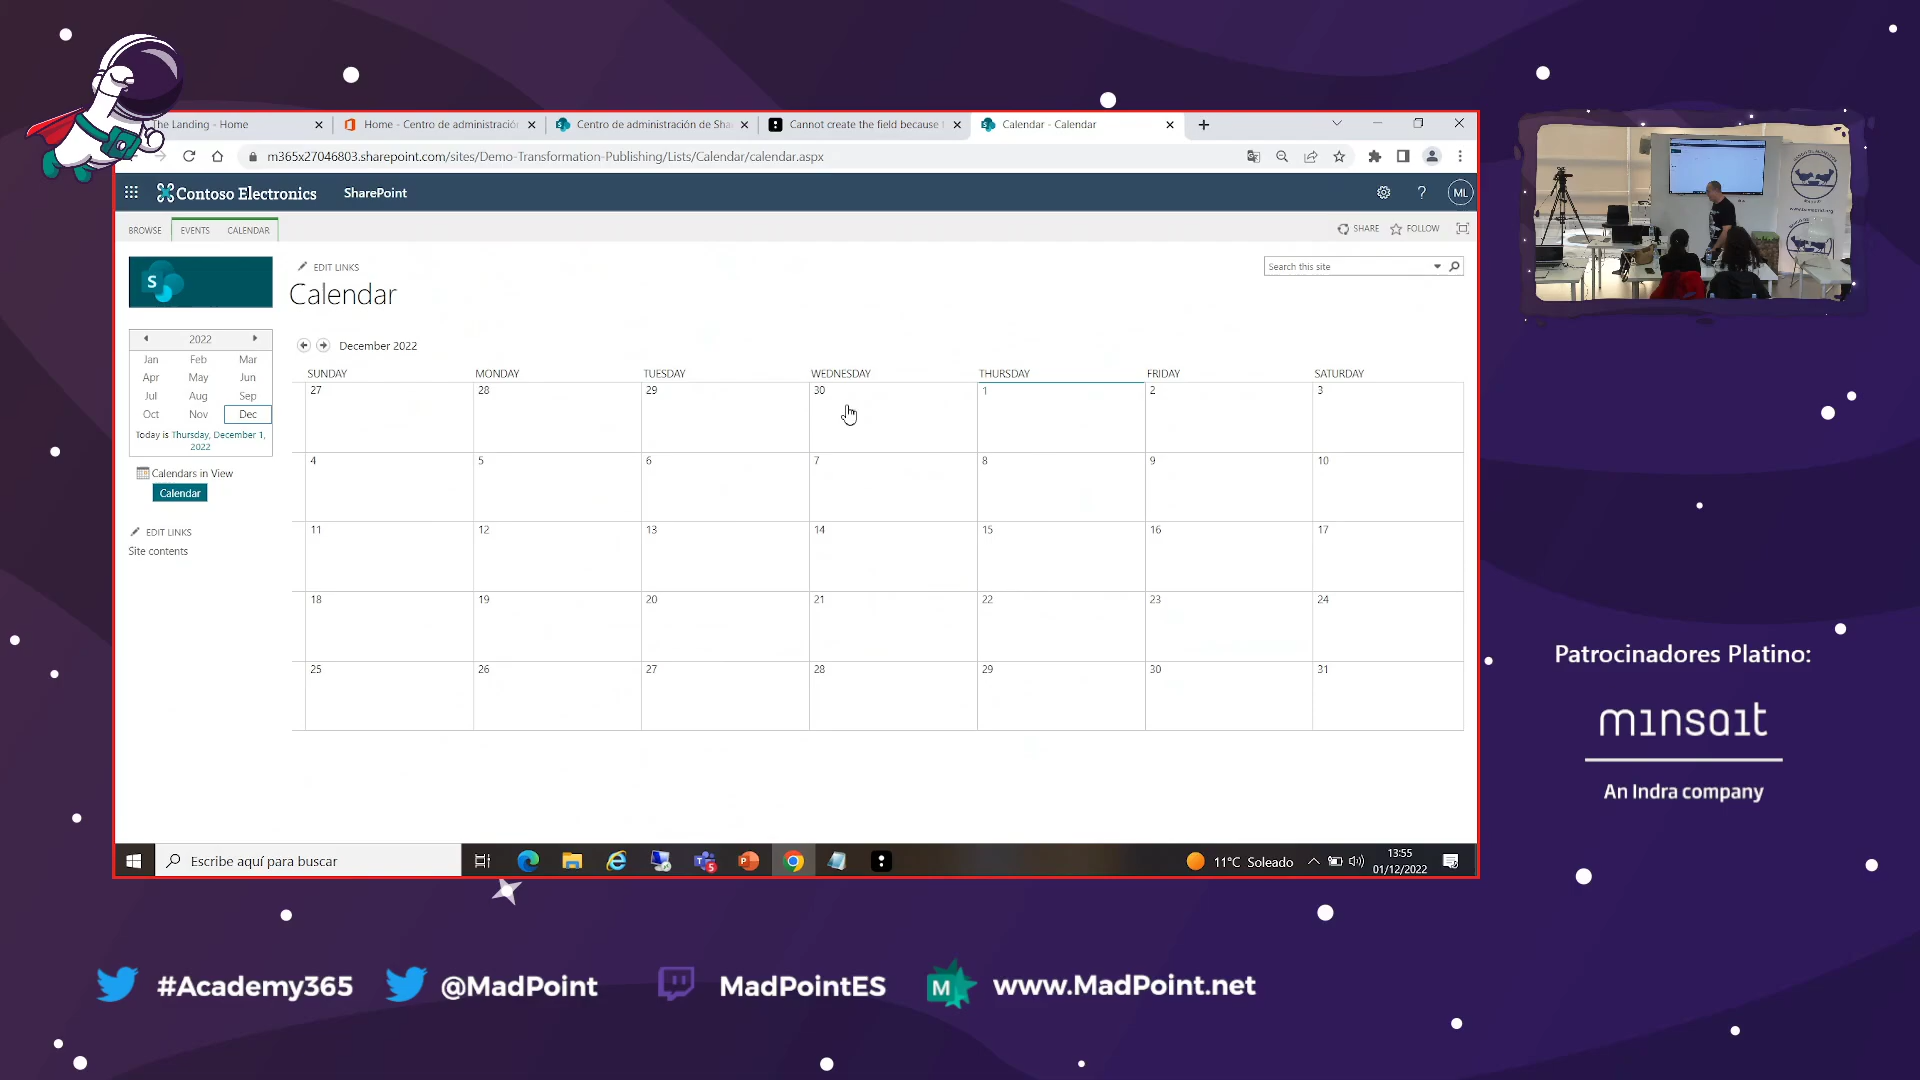 The Landing - Home
Home - Centro de administració
Centro de administración de Sha
Cannot create the field because
Calendar - Calendar
m365x27046803.sharepoint.com/sites/Demo-Transformation-Publishing/Lists/Calendar/calendar.aspx
Contoso Electronics
SharePoint
?
ML
BROWSE
EVENTS
CALENDAR
SHARE
FOLLOW
S
EDIT LINKS
Search this site
Calendar
2022
Jan Feb Mar
Apr May Jun
Jul Aug Sep
Oct Nov Dec
Today is Thursday, December 1,
2022
Calendars in View
Calendar
EDIT LINKS
Site contents
December 2022
SUNDAY MONDAY TUESDAY WEDNESDAY THURSDAY FRIDAY SATURDAY
27 28 29 30 1 2 3
4 5 6 7 8 9 10
11 12 13 14 15 16 17
18 19 20 21 22 23 24
25 26 27 28 29 30 31
Escribe aquí para buscar
5
11°C Soleado
13:55
01/12/2022
Patrocinadores Platino:
minsait
An Indra company
#Academy365
@MadPoint
MadPointES
M
www.MadPoint.net